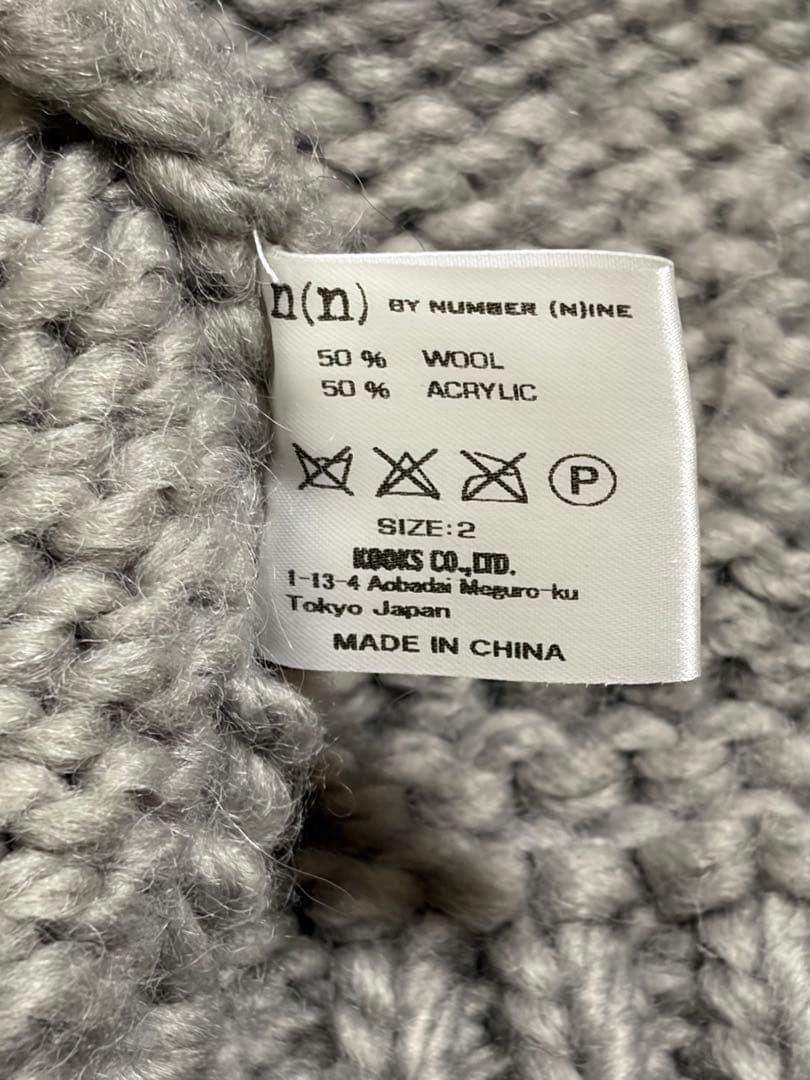 n(n) BY NUMBER (N)INE
50 % WOOL
50 % ACRYLIC
P
SIZE:2
KOOKS CO.,LTD.
1-13-4 Aobadai Meguro-ku
Tokyo Japan
MADE IN CHINA